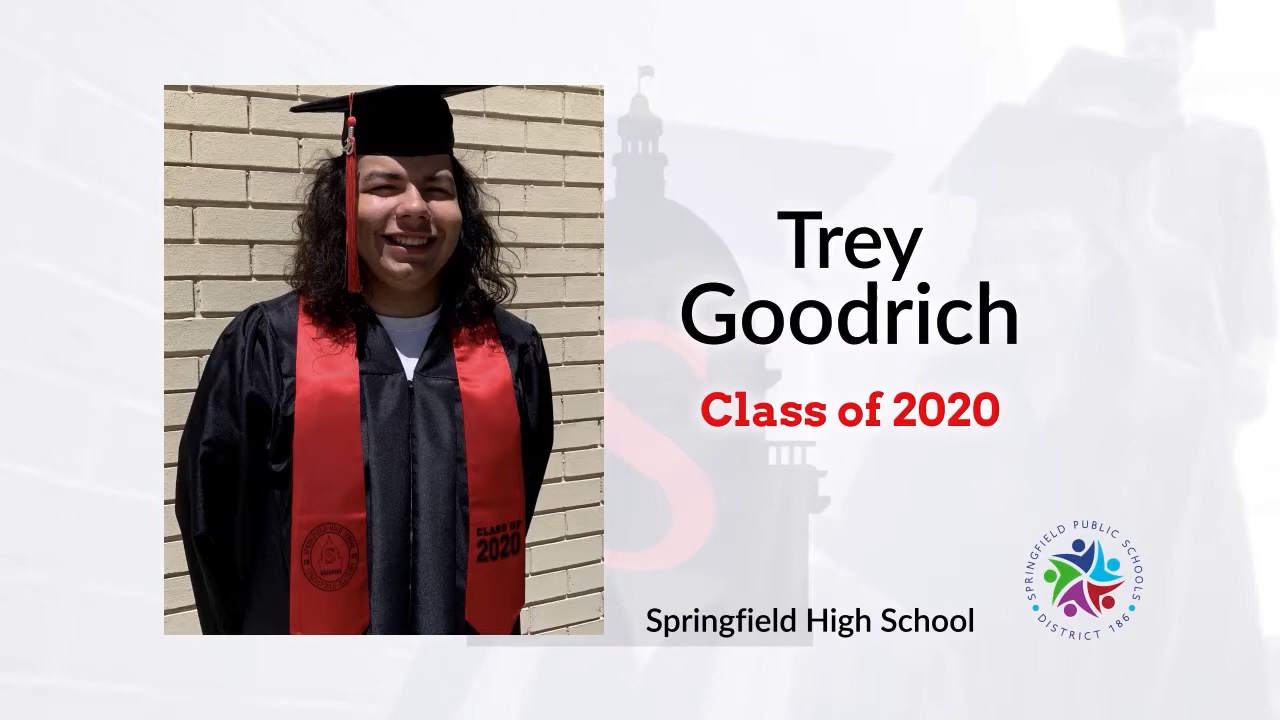 Trey
Goodrich
Class of 2020
CLASS OF
2020
Springfield High School
SPRINGFIELD PUBLIC SCHOOLS
DISTRICT 186
S